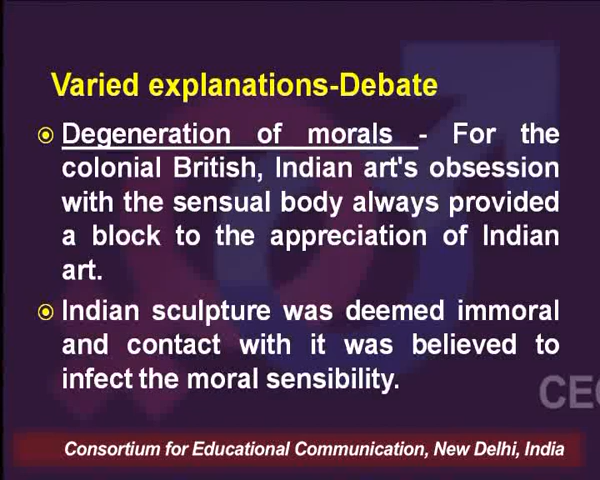 Varied explanations-Debate
Degeneration of morals - For the
colonial British, Indian art's obsession
with the sensual body always provided
a block to the appreciation of Indian
art.
Indian sculpture was deemed immoral
and contact with it was believed to
infect the moral sensibility.
CEC
Consortium for Educational Communication, New Delhi, India